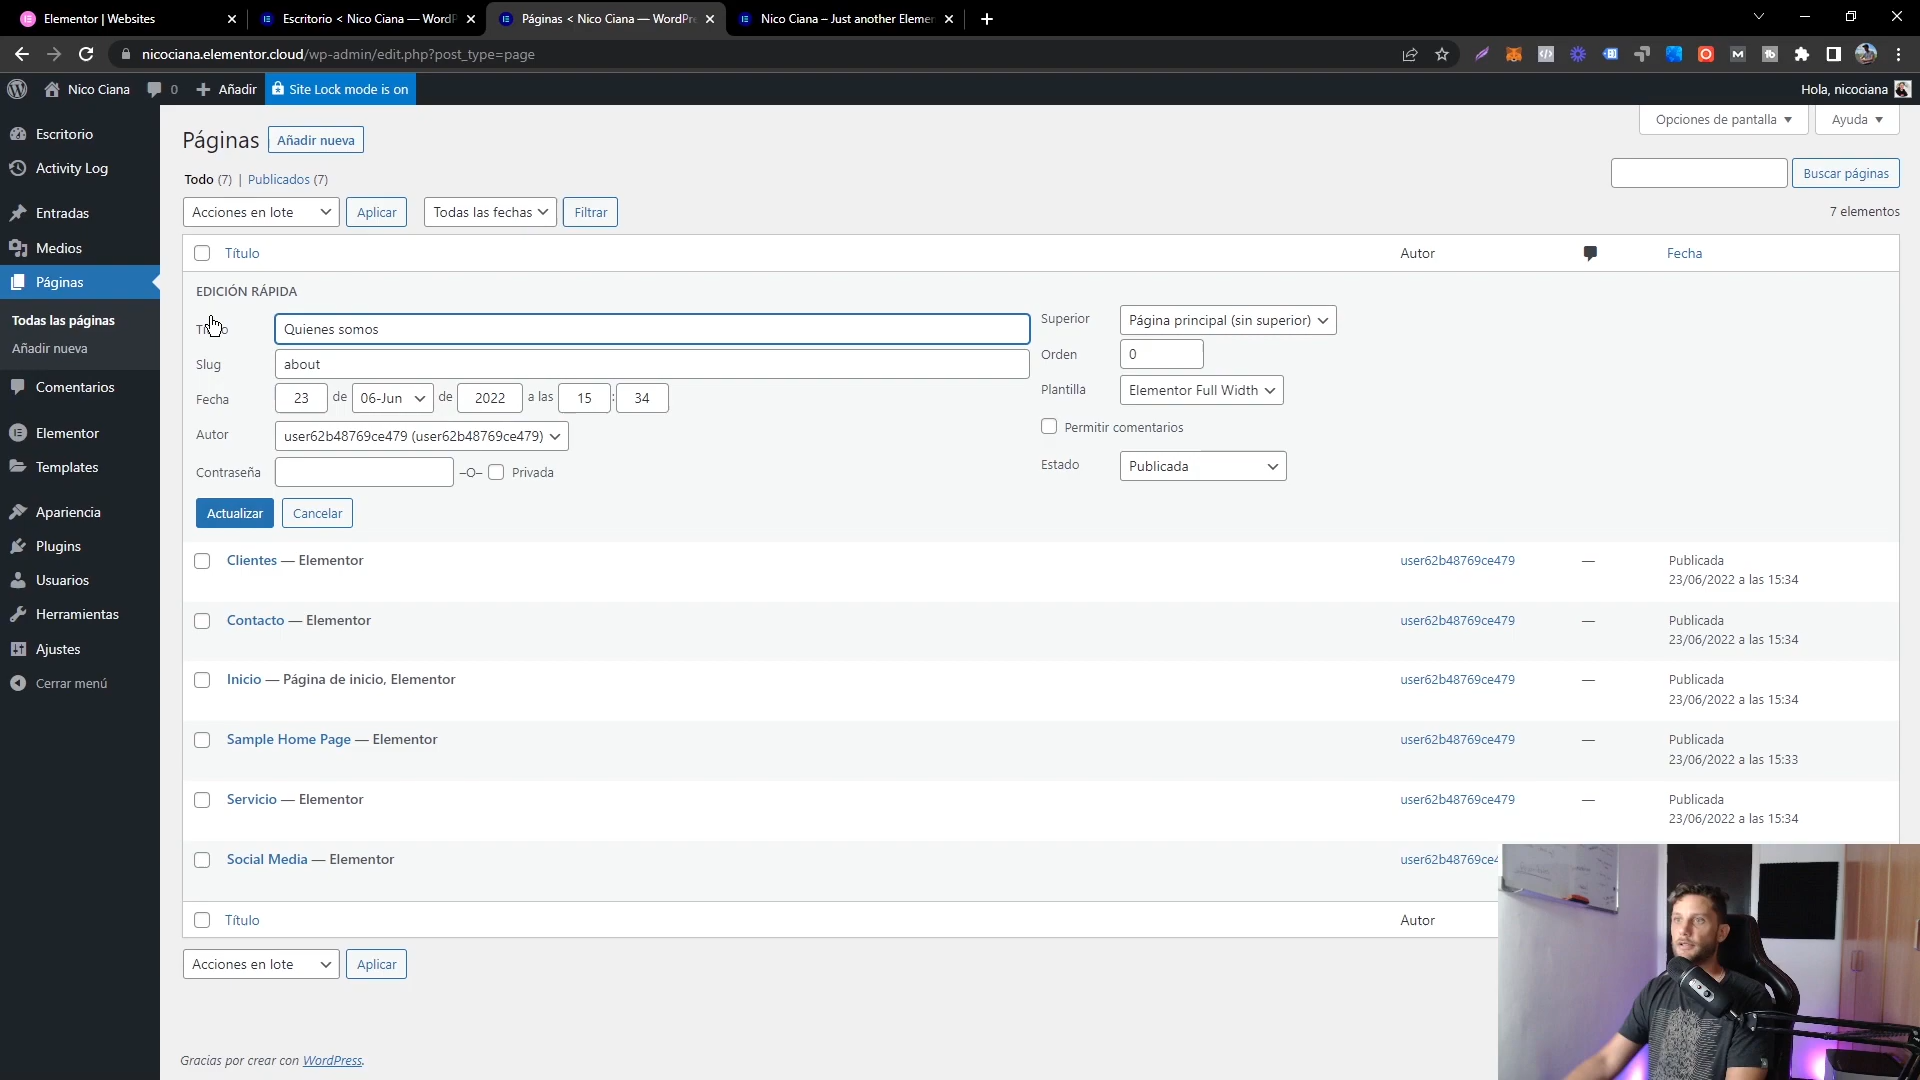 Elementor | Websites
Escritorio < Nico Ciana — WordP
Páginas < Nico Ciana — WordPre
Nico Ciana – Just another Elemen
nicociana.elementor.cloud/wp-admin/edit.php?post_type=page
Nico Ciana
0
Añadir
Site Lock mode is on
Hola, nicociana
Opciones de pantalla
Ayuda
Escritorio
Activity Log
Entradas
Medios
Páginas
Todas las páginas
Añadir nueva
Comentarios
Elementor
Templates
Apariencia
Plugins
Usuarios
Herramientas
Ajustes
Cerrar menú
Páginas Añadir nueva
Todo (7) | Publicados (7)
Buscar páginas
Acciones en lote Aplicar Todas las fechas Filtrar
7 elementos
Título Autor Fecha
EDICIÓN RÁPIDA
Título Quienes somos
Slug about
Fecha 23 de 06-Jun de 2022 a las 15 : 34
Autor user62b48769ce479 (user62b48769ce479)
Contraseña –O– Privada
Superior Página principal (sin superior)
Orden 0
Plantilla Elementor Full Width
Permitir comentarios
Estado Publicada
Actualizar Cancelar
Clientes — Elementor user62b48769ce479 — Publicada
23/06/2022 a las 15:34
Contacto — Elementor user62b48769ce479 — Publicada
23/06/2022 a las 15:34
Inicio — Página de inicio, Elementor user62b48769ce479 — Publicada
23/06/2022 a las 15:34
Sample Home Page — Elementor user62b48769ce479 — Publicada
23/06/2022 a las 15:33
Servicio — Elementor user62b48769ce479 — Publicada
23/06/2022 a las 15:34
Social Media — Elementor user62b48769ce4
Título Autor
Acciones en lote Aplicar
Gracias por crear con WordPress.